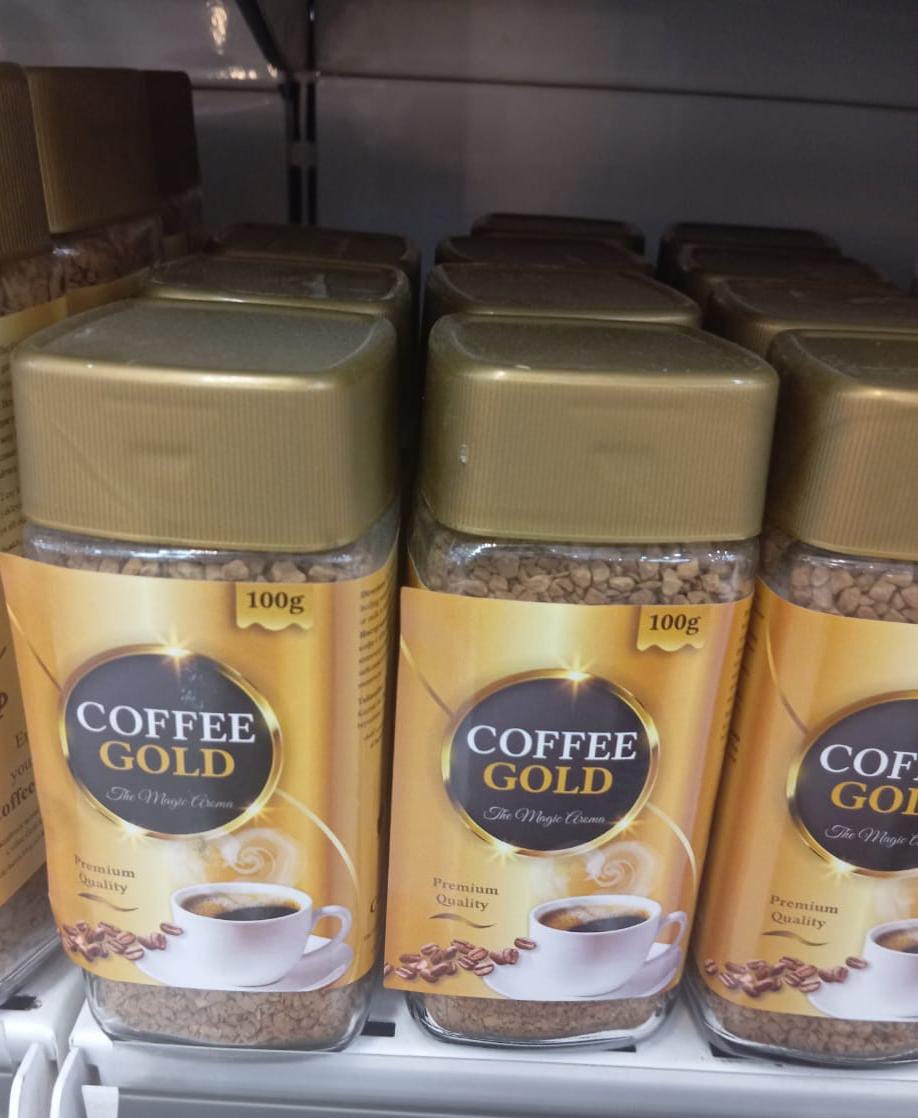 100g
COFFEE
GOLD
The Magic Aroma
Premium
Quality
100g
COFFEE
GOLD
The Magic Aroma
Premium
Quality
COF
GOL
The Magic
Premium
Quality